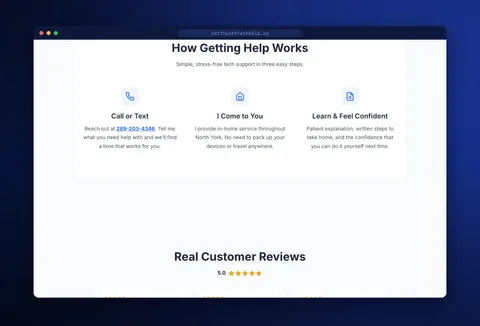 northyorktechhelp.ca
How Getting Help Works
Simple, stress-free tech support in three easy steps.
Call or Text
Reach out at 289-203-4346. Tell me
what you need help with and we'll find
a time that works for you.
I Come to You
I provide in-home service throughout
North York. No need to pack up your
devices or travel anywhere.
Learn & Feel Confident
Patient explanation, written steps to
take home, and the confidence that
you can do it yourself next time.
Real Customer Reviews
5.0